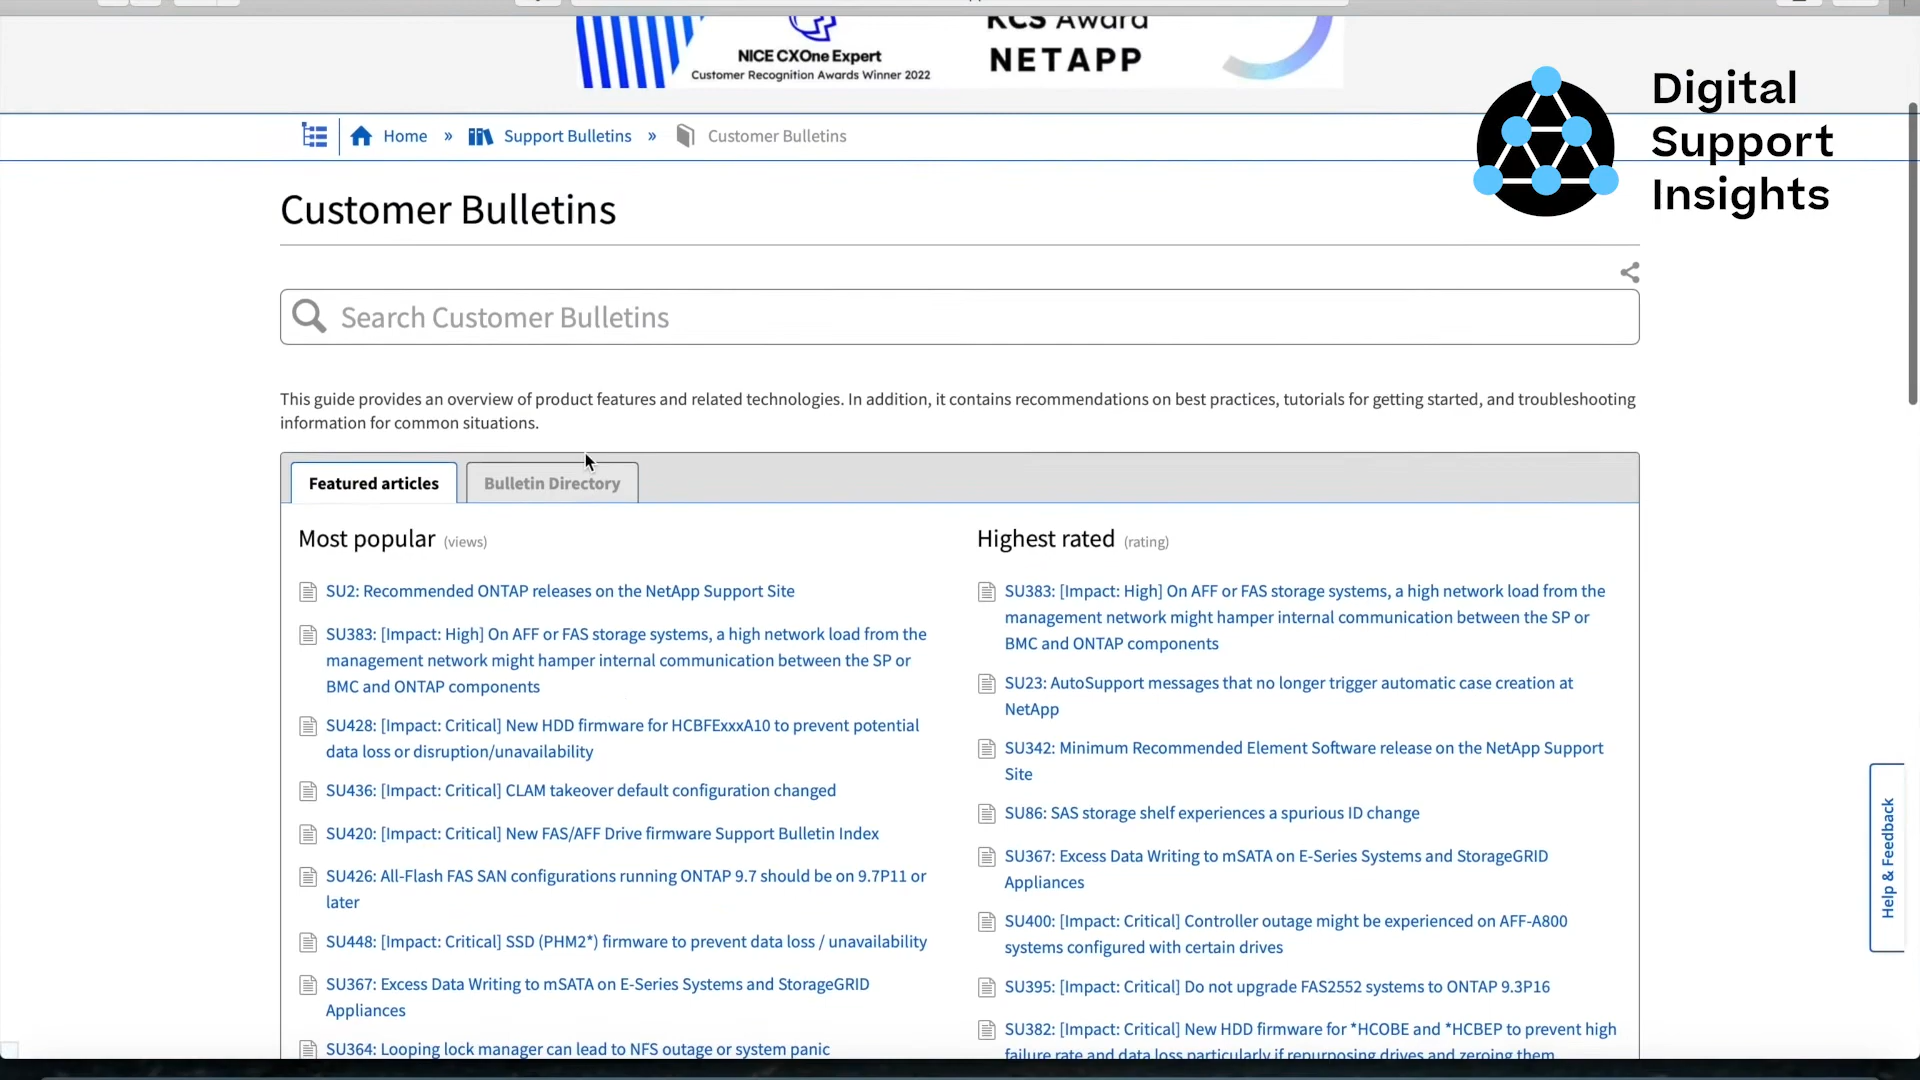 KCS Award
NICE CXOne Expert
NETAPP
Customer Recognition Awards Winner 2022
Digital
Support
Insights
Home » Support Bulletins » Customer Bulletins
Customer Bulletins
Search Customer Bulletins
This guide provides an overview of product features and related technologies. In addition, it contains recommendations on best practices, tutorials for getting started, and troubleshooting
information for common situations.
Featured articles
Bulletin Directory
Most popular (views)
SU2: Recommended ONTAP releases on the NetApp Support Site
SU383: [Impact: High] On AFF or FAS storage systems, a high network load from the
management network might hamper internal communication between the SP or
BMC and ONTAP components
SU428: [Impact: Critical] New HDD firmware for HCBFExxxA10 to prevent potential
data loss or disruption/unavailability
SU436: [Impact: Critical] CLAM takeover default configuration changed
SU420: [Impact: Critical] New FAS/AFF Drive firmware Support Bulletin Index
SU426: All-Flash FAS SAN configurations running ONTAP 9.7 should be on 9.7P11 or
later
SU448: [Impact: Critical] SSD (PHM2*) firmware to prevent data loss / unavailability
SU367: Excess Data Writing to mSATA on E-Series Systems and StorageGRID
Appliances
SU364: Looping lock manager can lead to NFS outage or system panic
Highest rated (rating)
SU383: [Impact: High] On AFF or FAS storage systems, a high network load from the
management network might hamper internal communication between the SP or
BMC and ONTAP components
SU23: AutoSupport messages that no longer trigger automatic case creation at
NetApp
SU342: Minimum Recommended Element Software release on the NetApp Support
Site
SU86: SAS storage shelf experiences a spurious ID change
SU367: Excess Data Writing to mSATA on E-Series Systems and StorageGRID
Appliances
SU400: [Impact: Critical] Controller outage might be experienced on AFF-A800
systems configured with certain drives
SU395: [Impact: Critical] Do not upgrade FAS2552 systems to ONTAP 9.3P16
SU382: [Impact: Critical] New HDD firmware for *HCOBE and *HCBEP to prevent high
failure rate and data loss particularly if repurposing drives and zeroing them
Help & Feedback